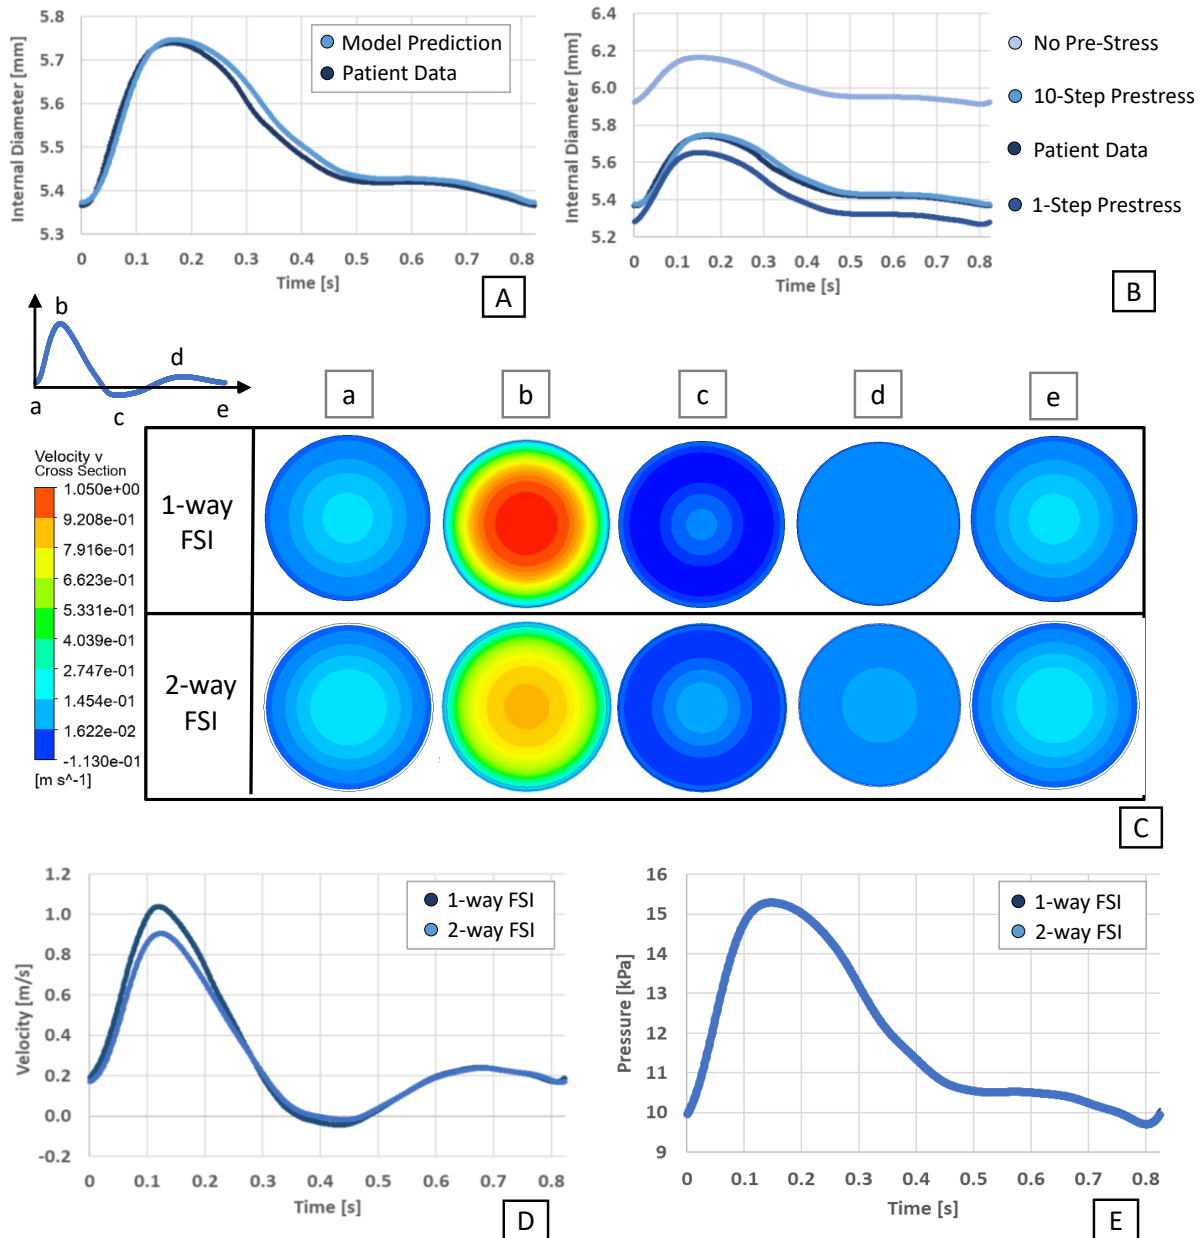 5.8
5.7
5.6
5.5
5.4
5.3
Internal Diameter [mm]
Model Prediction
Patient Data
0 0.1 0.2 0.3 0.4 0.5 0.6 0.7 0.8
Time [s]
A
6.4
6.2
6.0
5.8
5.6
5.4
5.2
Internal Diameter [mm]
0 0.1 0.2 0.3 0.4 0.5 0.6 0.7 0.8
Time [s]
No Pre-Stress
10-Step Prestress
Patient Data
1-Step Prestress
B
b
d
a
c
e
a b c d e
Velocity v
Cross Section
1.050e+00
9.208e-01
7.916e-01
6.623e-01
5.331e-01
4.039e-01
2.747e-01
1.454e-01
1.622e-02
-1.130e-01
[m s^-1]
1-way
FSI
2-way
FSI
C
1.2
1.0
0.8
0.6
0.4
0.2
0.0
-0.2
Velocity [m/s]
1-way FSI
2-way FSI
0 0.1 0.2 0.3 0.4 0.5 0.6 0.7 0.8
Time [s]
D
16
15
14
13
12
11
10
9
Pressure [kPa]
1-way FSI
2-way FSI
0 0.1 0.2 0.3 0.4 0.5 0.6 0.7 0.8
Time [s]
E